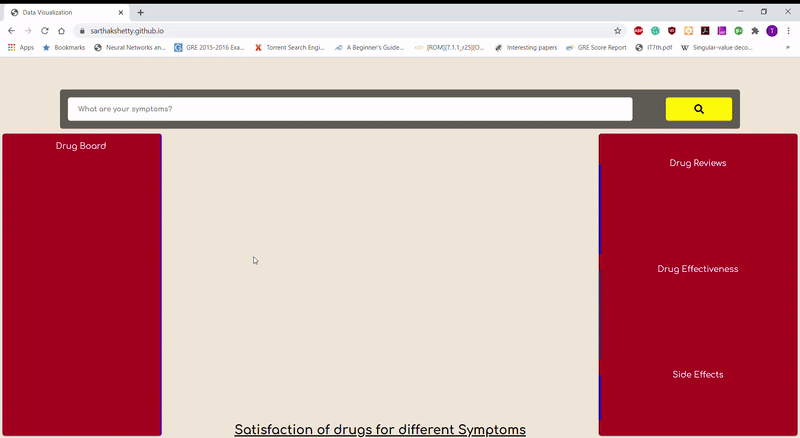 Data Visualization
sarthakshetty.github.io
Apps
Bookmarks
Neural Networks an...
GRE 2015-2016 Exa...
Torrent Search Engi...
A Beginner's Guide...
[ROM][7.1.1_r25][O...
Interesting papers
GRE Score Report
IT7th.pdf
Singular-value deco...
What are your symptoms?
Drug Board
Drug Reviews
Drug Effectiveness
Side Effects
Satisfaction of drugs for different Symptoms